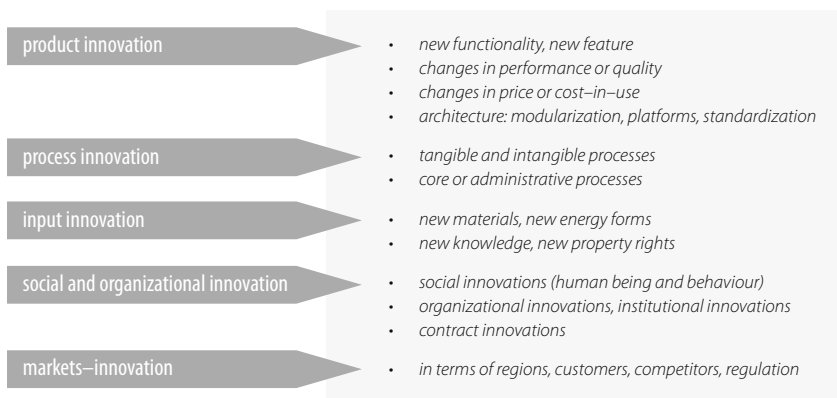 product innovation
• new functionality, new feature
• changes in performance or quality
• changes in price or cost–in–use
• architecture: modularization, platforms, standardization
process innovation
• tangible and intangible processes
• core or administrative processes
input innovation
• new materials, new energy forms
• new knowledge, new property rights
social and organizational innovation
• social innovations (human being and behaviour)
• organizational innovations, institutional innovations
• contract innovations
markets–innovation
• in terms of regions, customers, competitors, regulation